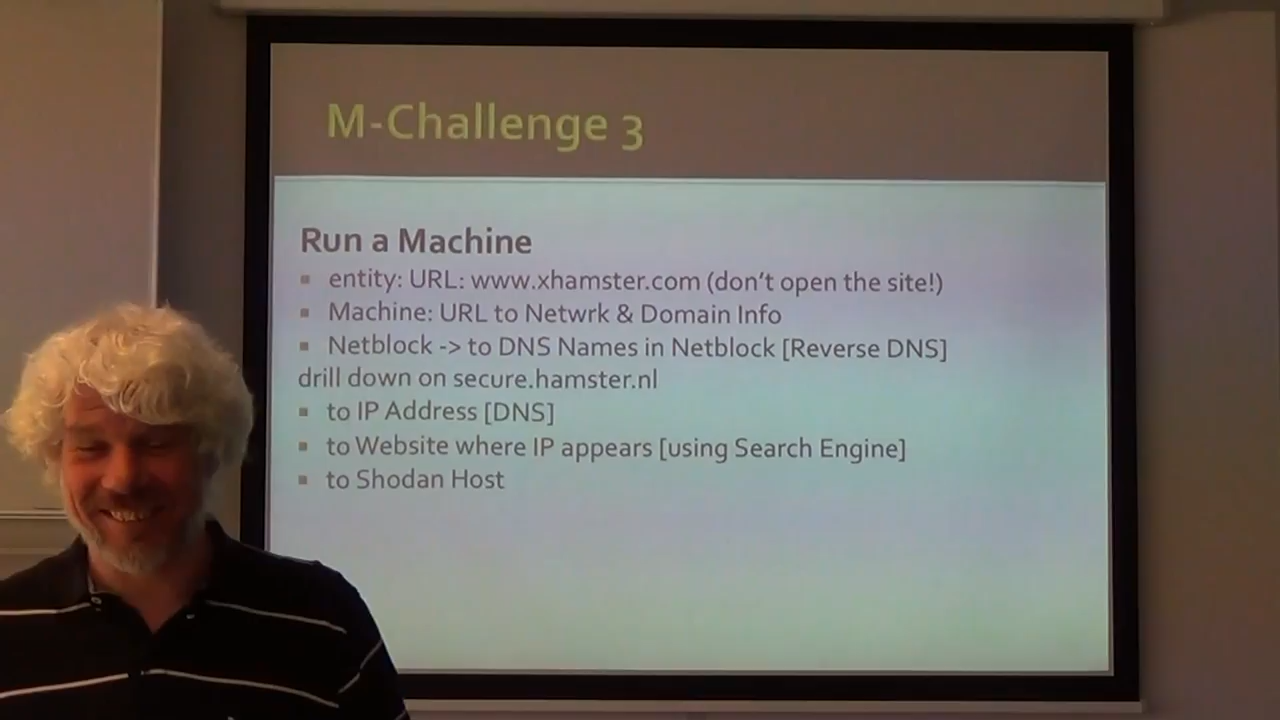 M-Challenge 3
Run a Machine
▪ entity: URL: www.xhamster.com (don't open the site!)
▪ Machine: URL to Netwrk & Domain Info
▪ Netblock -> to DNS Names in Netblock [Reverse DNS]
drill down on secure.hamster.nl
▪ to IP Address [DNS]
▪ to Website where IP appears [using Search Engine]
▪ to Shodan Host